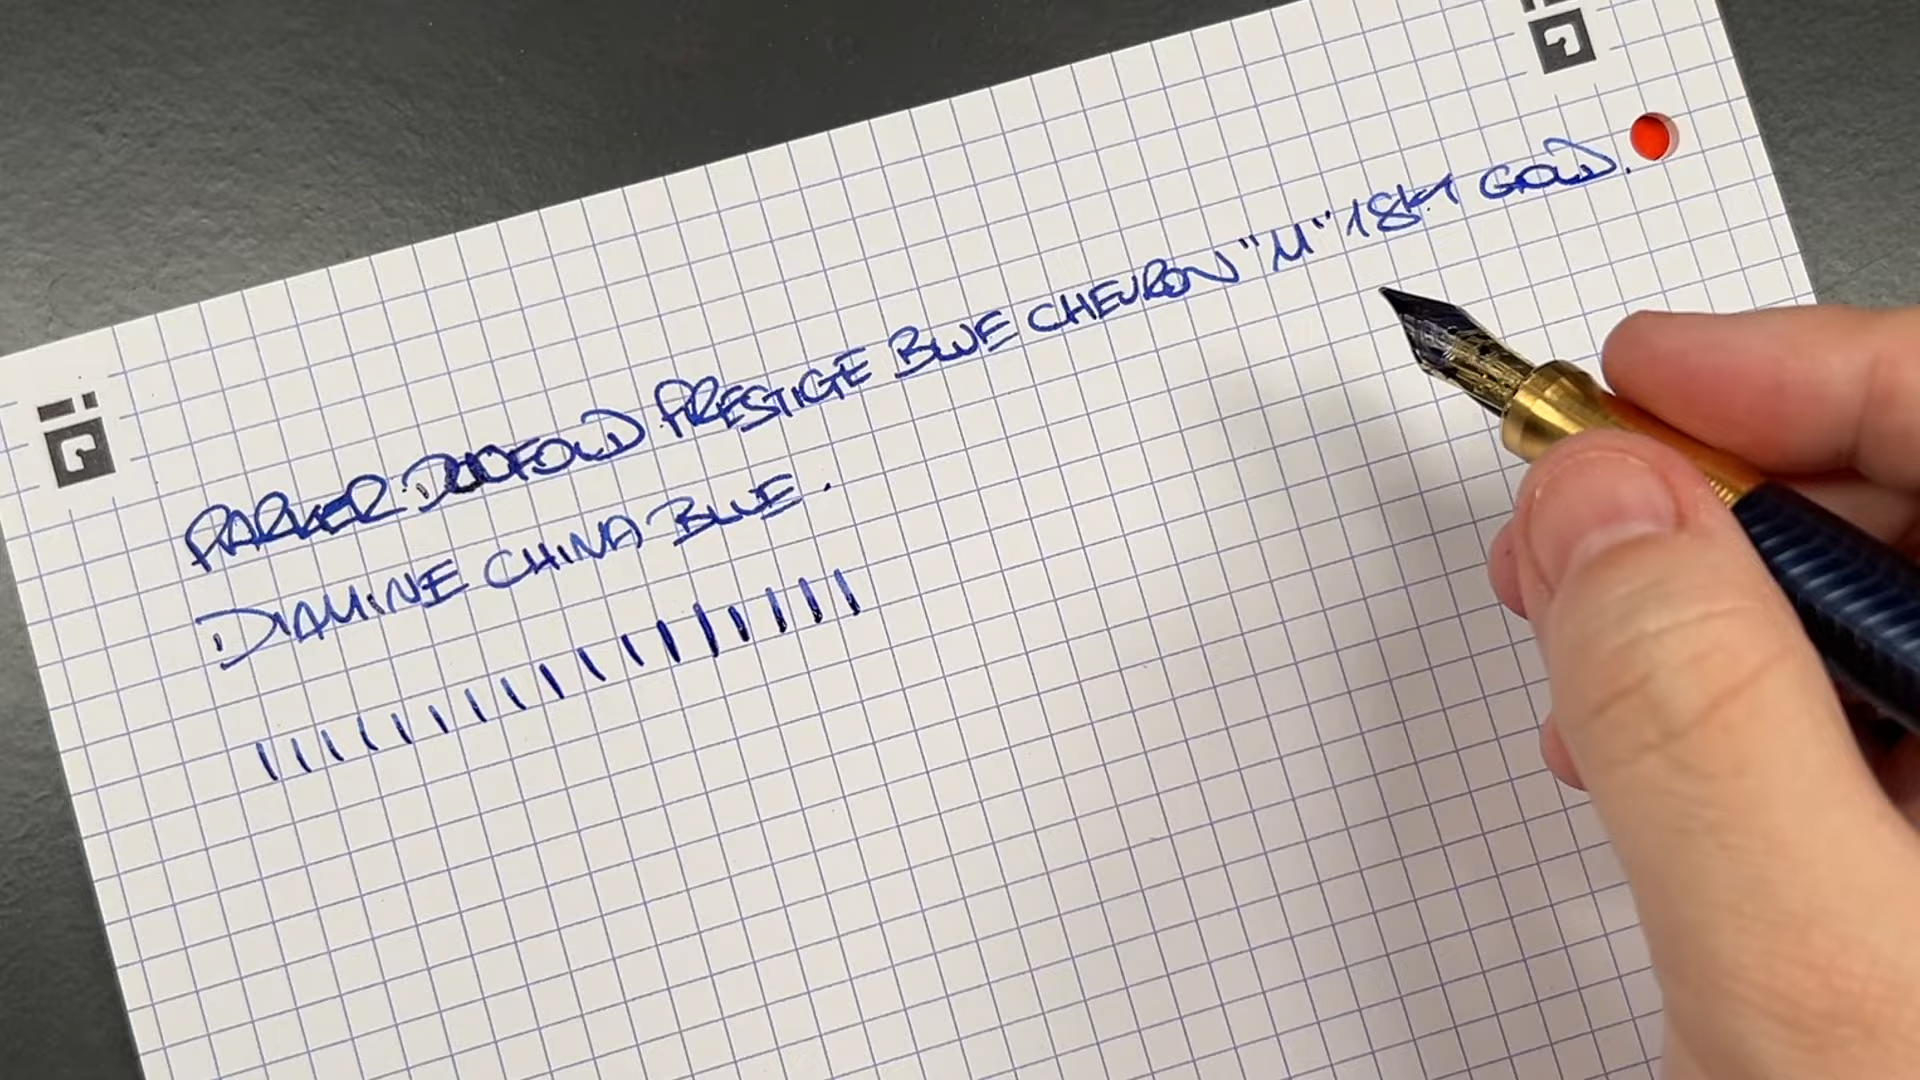 PARKER DUOFOLD PRESTIGE BLUE CHEVRON "M" 18KT GOLD.
DIAMINE CHINA BLUE.